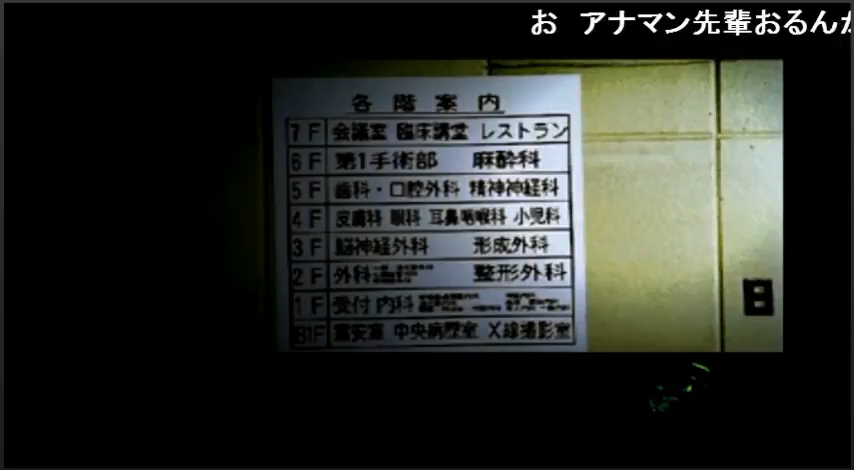 お アナマン先輩おるんか
各階案内
7F 会議室 臨床講堂 レストラン
6F 第1手術部 麻酔科
5F 歯科・口腔外科 精神神経科
4F 皮膚科 眼科 耳鼻咽喉科 小児科
3F 脳神経外科 形成外科
2F 外科 整形外科
1F 受付 内科
B1F 霊安室 中央病歴室 X線撮影室